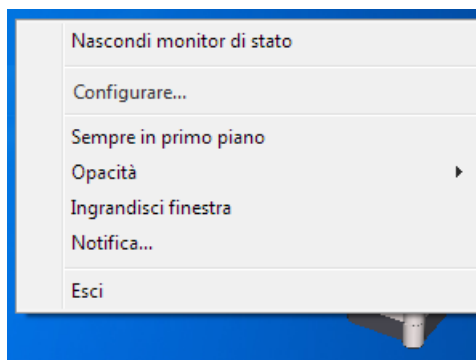 Nascondi monitor di stato
Configurare...
Sempre in primo piano
Opacità
Ingrandisci finestra
Notifica...
Esci